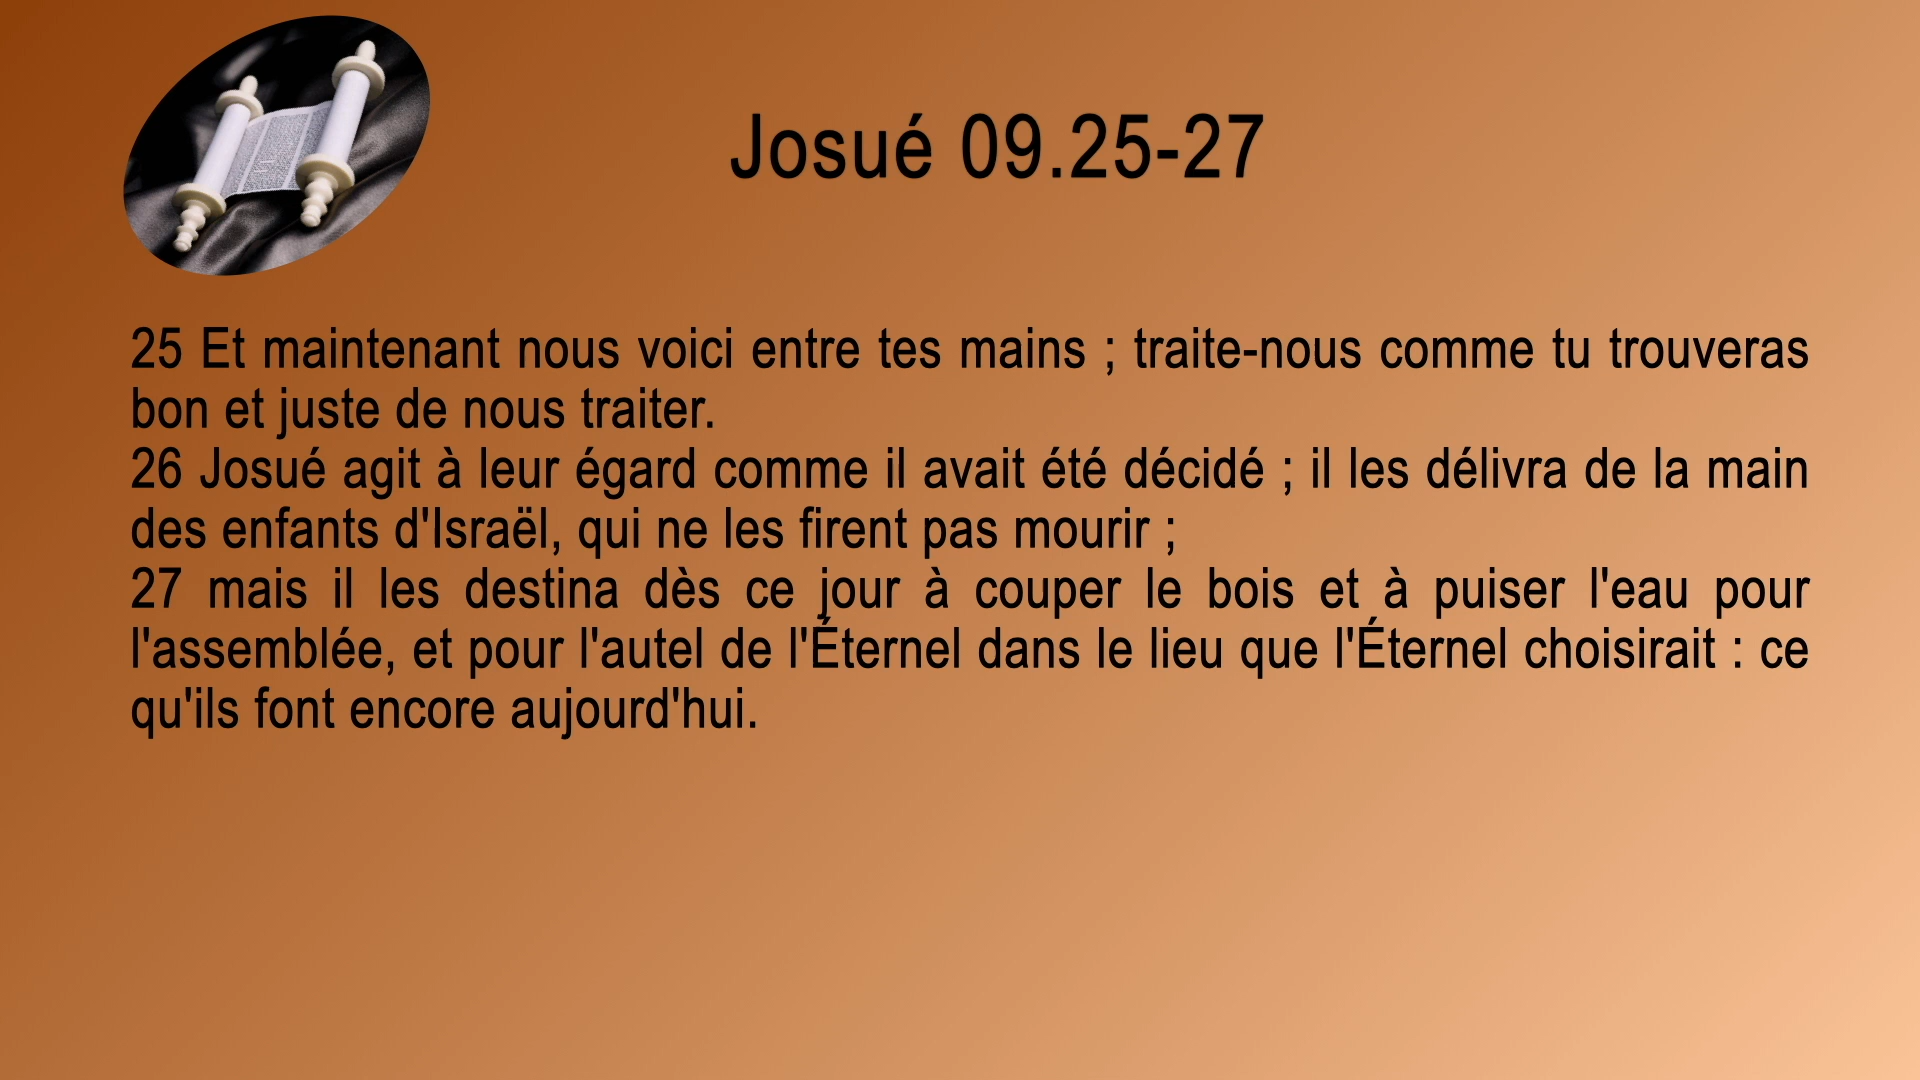 Josué 09.25-27
25 Et maintenant nous voici entre tes mains ; traite-nous comme tu trouveras
bon et juste de nous traiter.
26 Josué agit à leur égard comme il avait été décidé ; il les délivra de la main
des enfants d'Israël, qui ne les firent pas mourir ;
27 mais il les destina dès ce jour à couper le bois et à puiser l'eau pour
l'assemblée, et pour l'autel de l'Éternel dans le lieu que l'Éternel choisirait : ce
qu'ils font encore aujourd'hui.